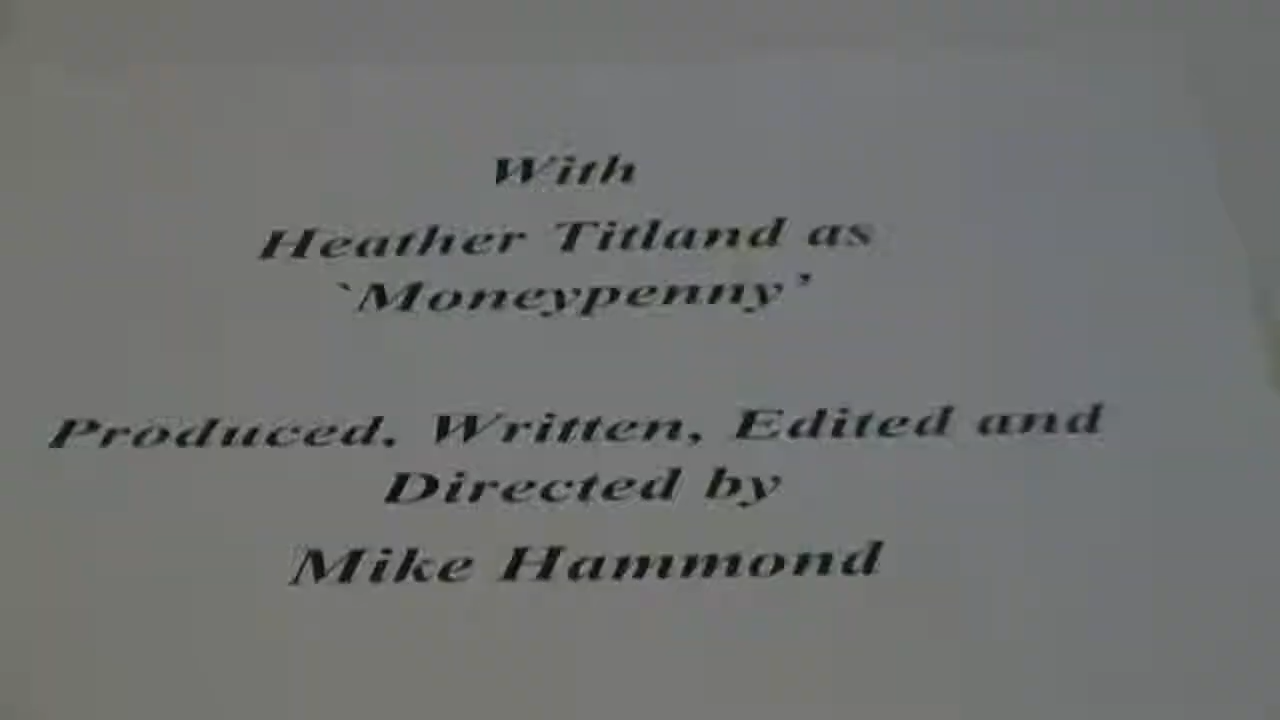 With
Heather Titland as
`Moneypenny’
Produced. Written, Edited and
Directed by
Mike Hammond